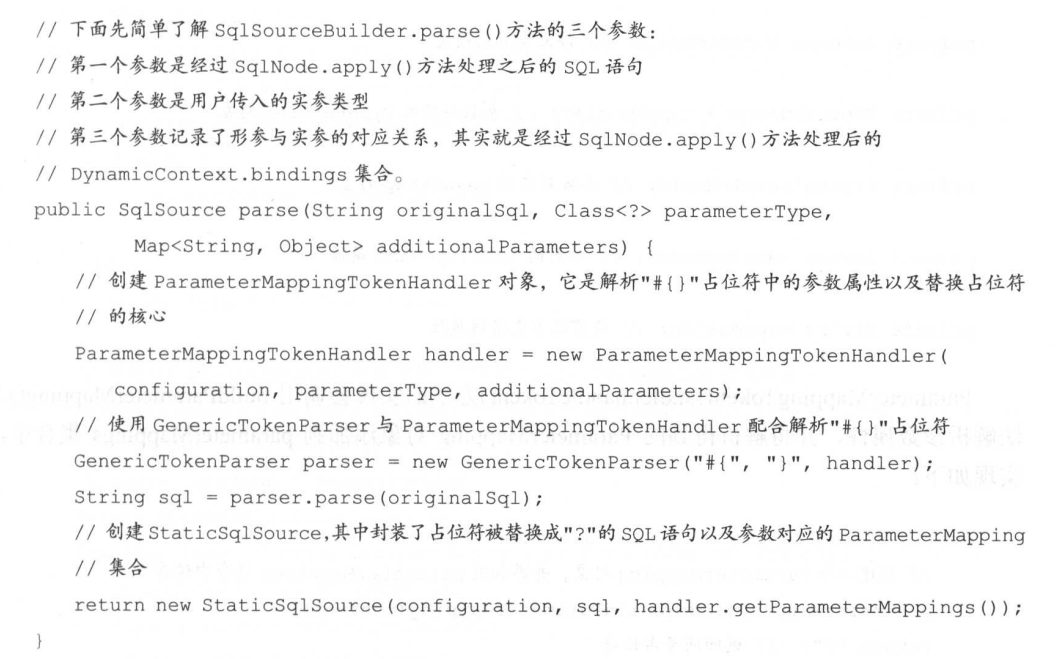 // 下面先简单了解 SqlSourceBuilder.parse()方法的三个参数:
// 第一个参数是经过 SqlNode.apply()方法处理之后的 SQL 语句
// 第二个参数是用户传入的实参类型
// 第三个参数记录了形参与实参的对应关系，其实就是经过 SqlNode.apply()方法处理后的
// DynamicContext.bindings 集合。
public SqlSource parse(String originalSql, Class<?> parameterType,
Map<String, Object> additionalParameters) {
// 创建 ParameterMappingTokenHandler 对象，它是解析"#{}"占位符中的参数属性以及替换占位符
// 的核心
ParameterMappingTokenHandler handler = new ParameterMappingTokenHandler(
configuration, parameterType, additionalParameters);
// 使用 GenericTokenParser 与 ParameterMappingTokenHandler 配合解析"#{}"占位符
GenericTokenParser parser = new GenericTokenParser("#{", "}", handler);
String sql = parser.parse(originalSql);
// 创建 StaticSqlSource,其中封装了占位符被替换成"?"的 SQL 语句以及参数对应的 ParameterMapping
// 集合
return new StaticSqlSource(configuration, sql, handler.getParameterMappings());
}